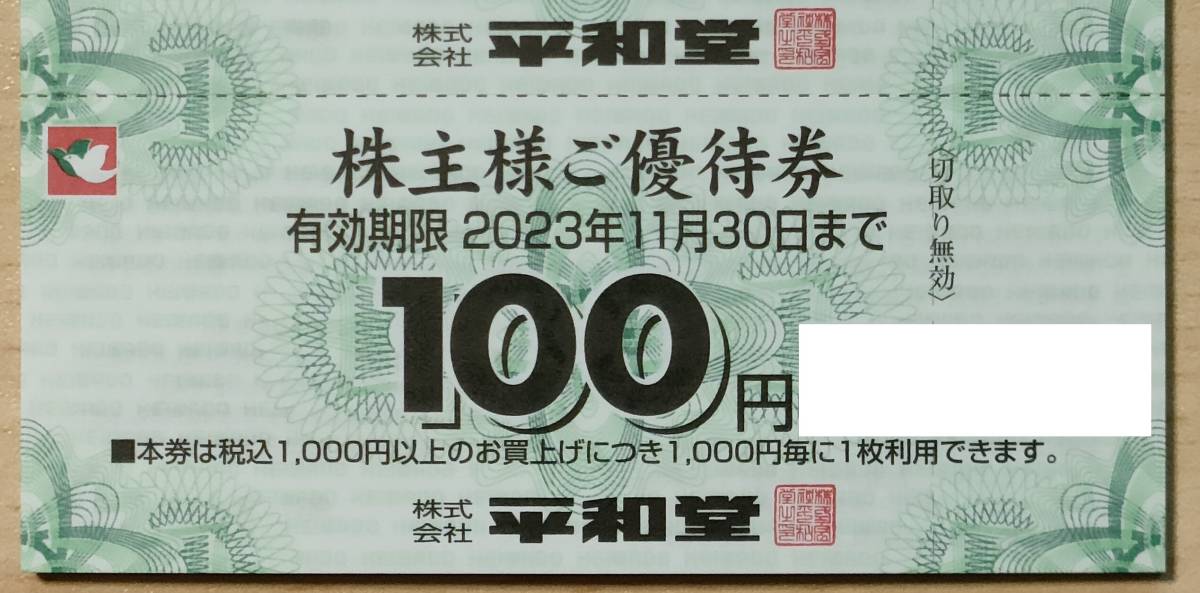 株式会社 平和堂
株主様ご優待券
有効期限 2023年11月30日まで
〈切取り無効〉
100円
■本券は税込1,000円以上のお買上げにつき1,000円毎に1枚利用できます。
株式会社 平和堂